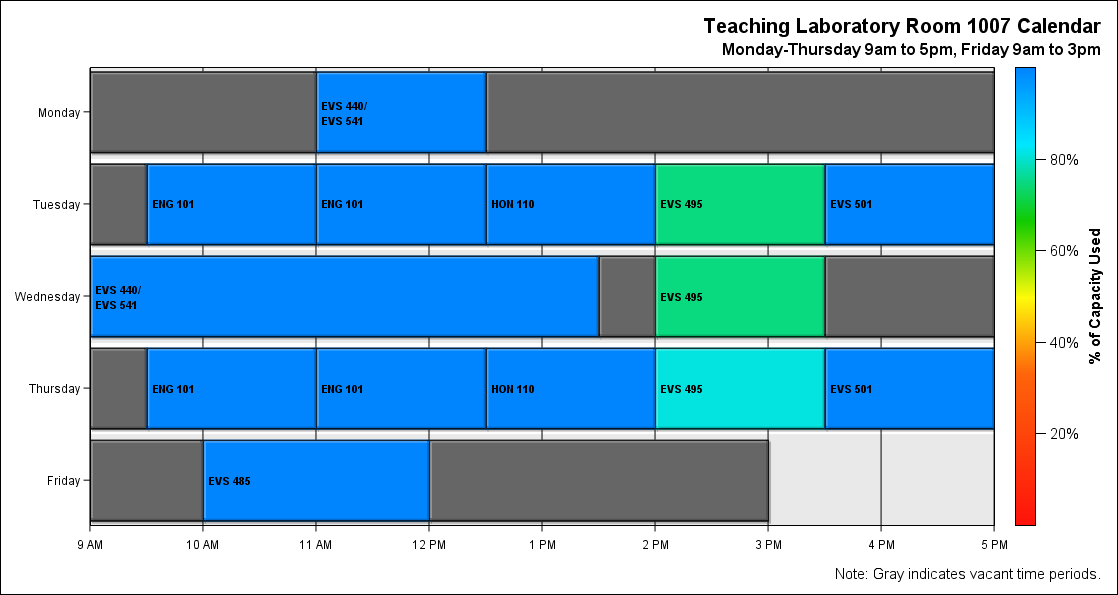 Teaching Laboratory Room 1007 Calendar
Monday-Thursday 9am to 5pm, Friday 9am to 3pm
Monday
EVS 440/
EVS 541
Tuesday
ENG 101
ENG 101
HON 110
EVS 495
EVS 501
Wednesday
EVS 440/
EVS 541
EVS 495
Thursday
ENG 101
ENG 101
HON 110
EVS 495
EVS 501
Friday
EVS 485
9 AM
10 AM
11 AM
12 PM
1 PM
2 PM
3 PM
4 PM
5 PM
80%
60%
40%
20%
% of Capacity Used
Note: Gray indicates vacant time periods.